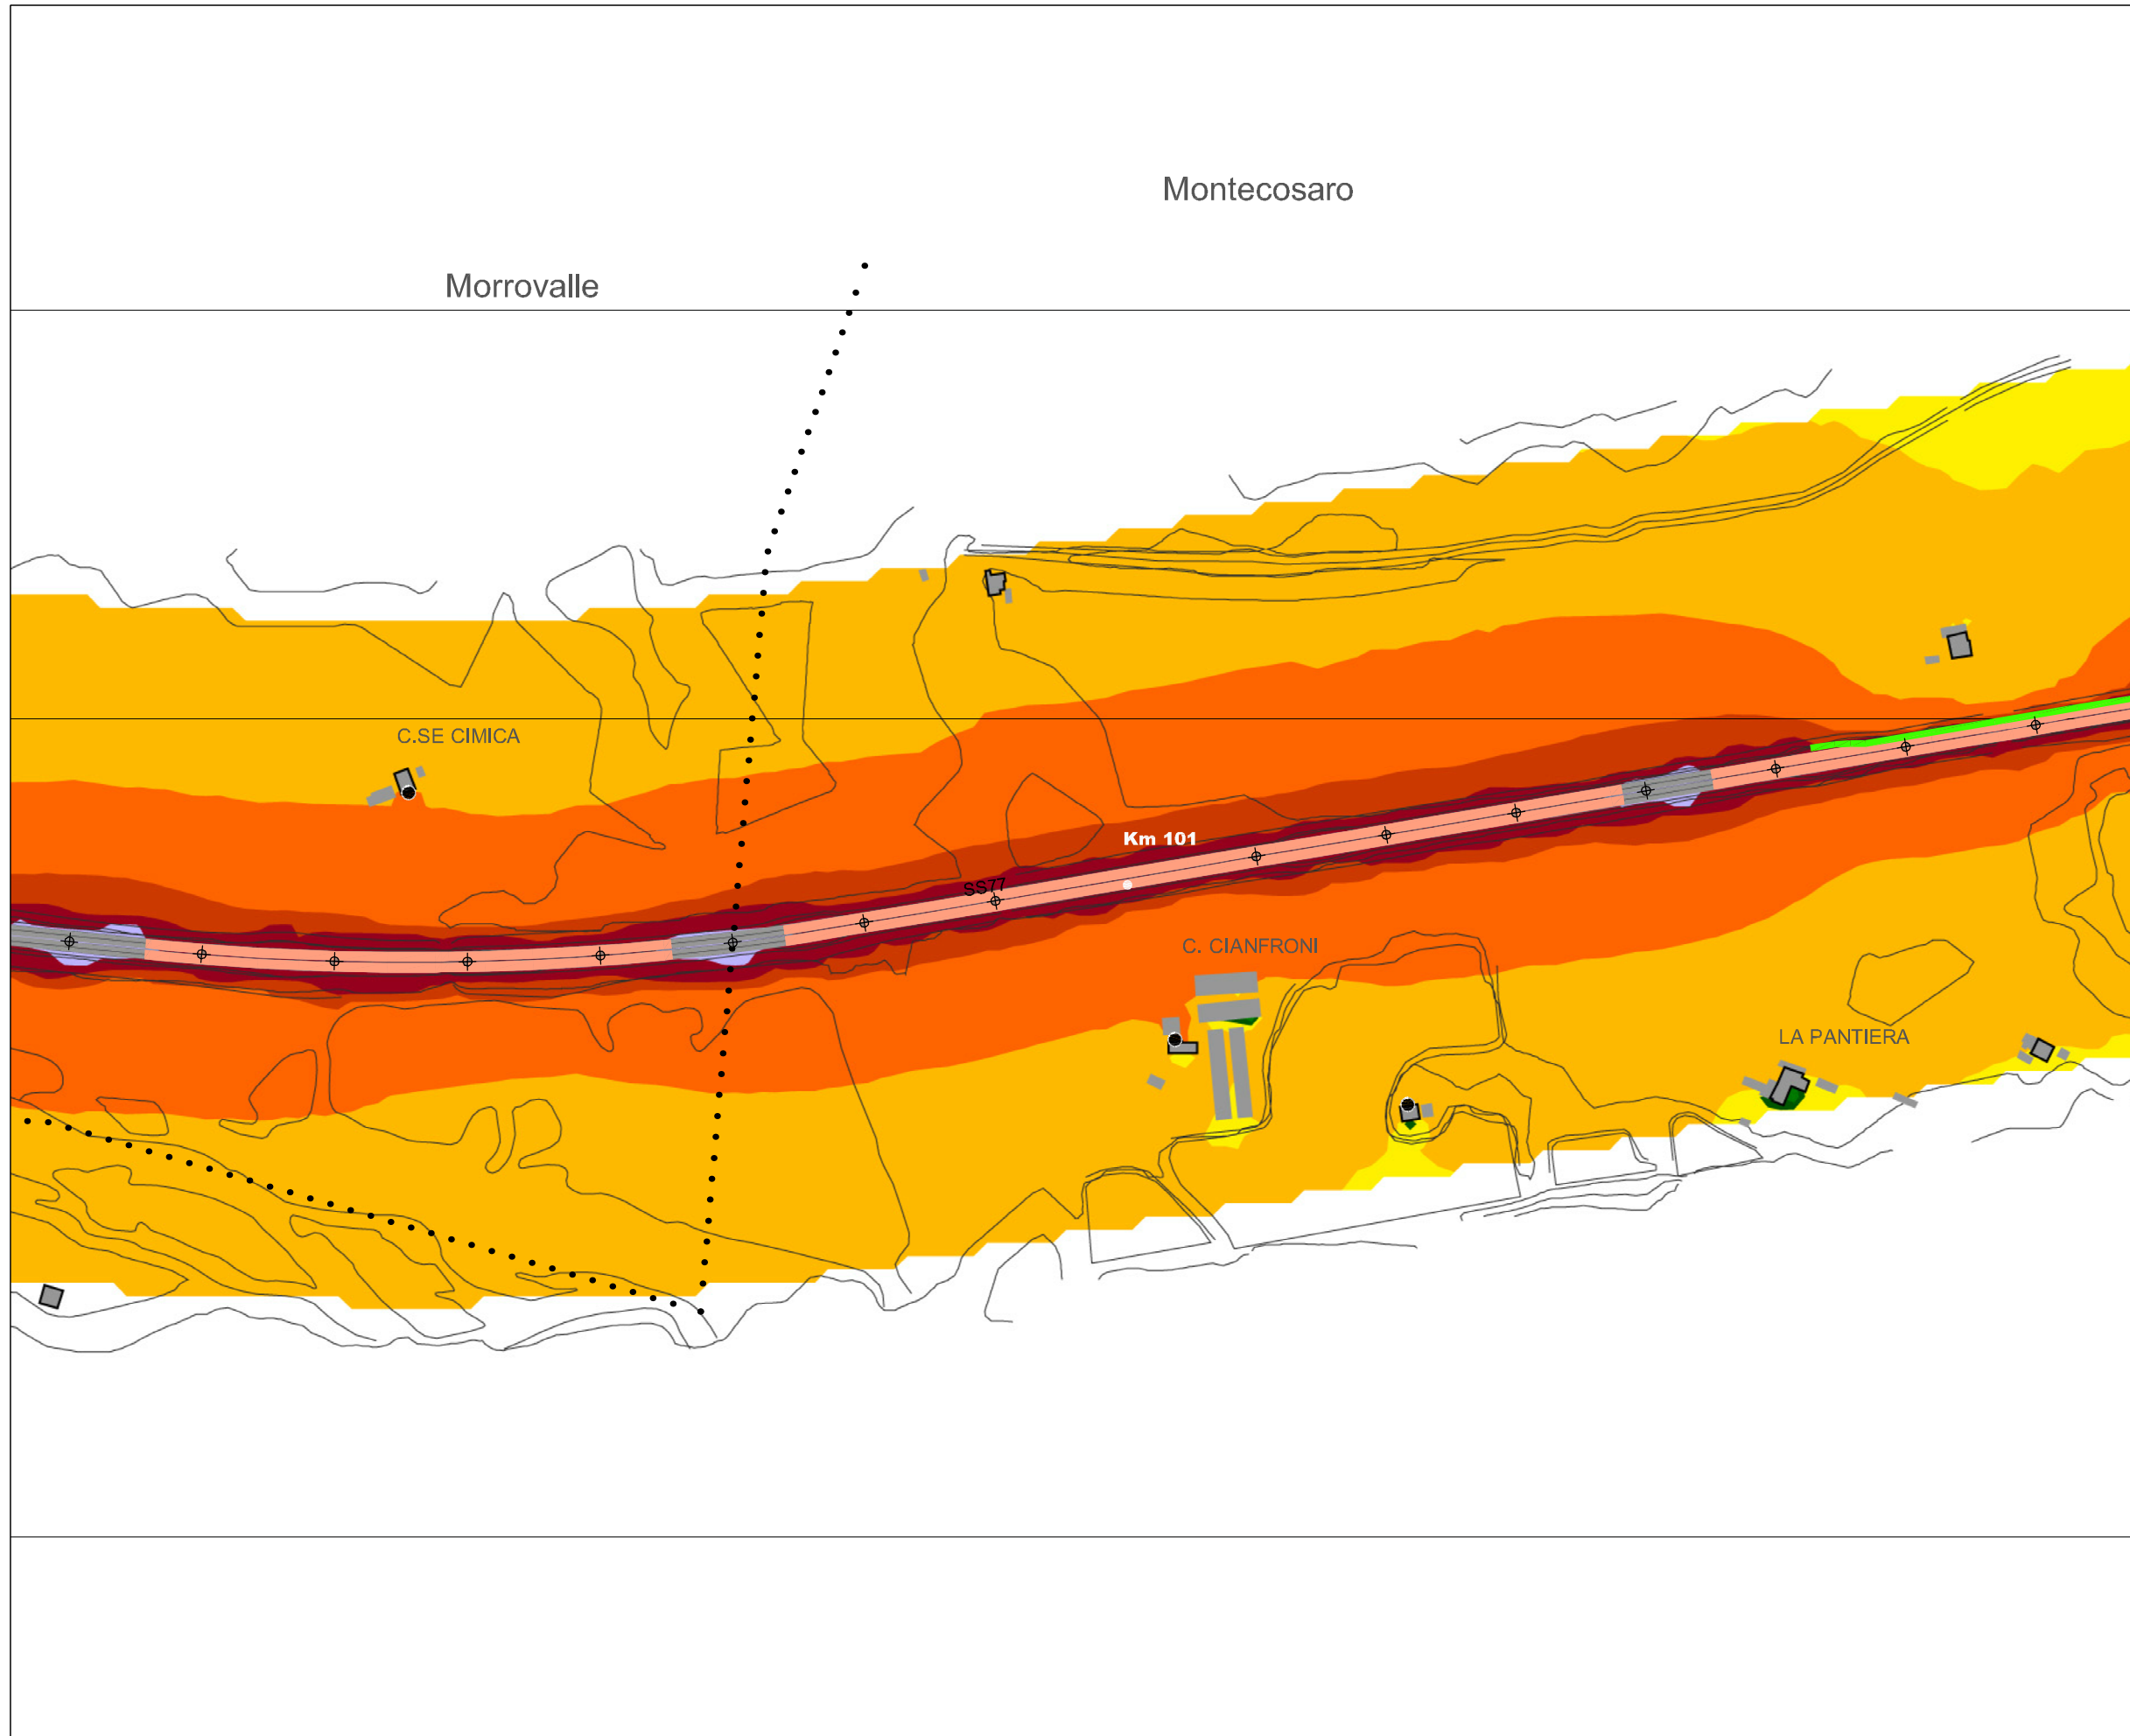 Montecosaro
Morrovalle
C.SE CIMICA
Km 101
SS77
C. CIANFRONI
LA PANTIERA